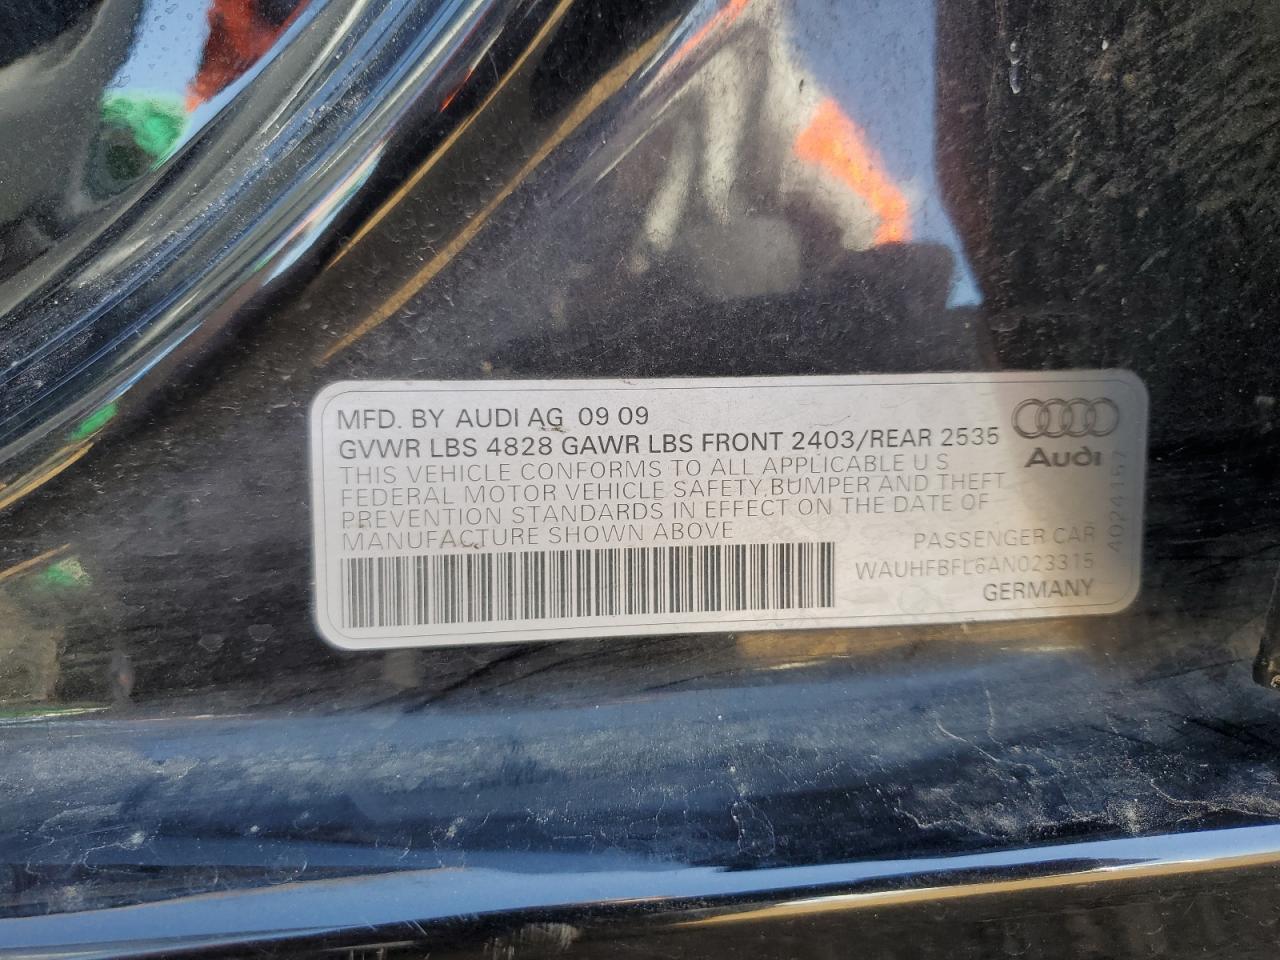 MFD. BY AUDI AG 09 09
GVWR LBS 4828 GAWR LBS FRONT 2403/REAR 2535
THIS VEHICLE CONFORMS TO ALL APPLICABLE U S
FEDERAL MOTOR VEHICLE SAFETY, BUMPER AND THEFT
PREVENTION STANDARDS IN EFFECT ON THE DATE OF
MANUFACTURE SHOWN ABOVE
Audi
4024157
PASSENGER CAR
WAUHFBFL6AN023315
GERMANY